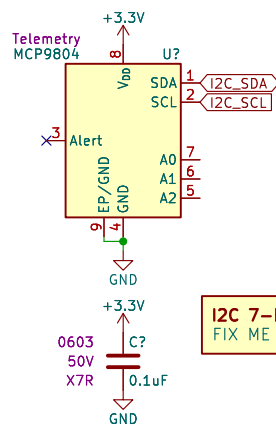 +3.3V
Telemetry
MCP9804
U?
8
VDD
SDA
1
I2C_SDA
SCL
2
I2C_SCL
3
Alert
A0
7
A1
6
A2
5
EP/GND
GND
9
4
GND
+3.3V
0603
C?
50V
X7R
0.1uF
GND
I2C 7-
FIX ME